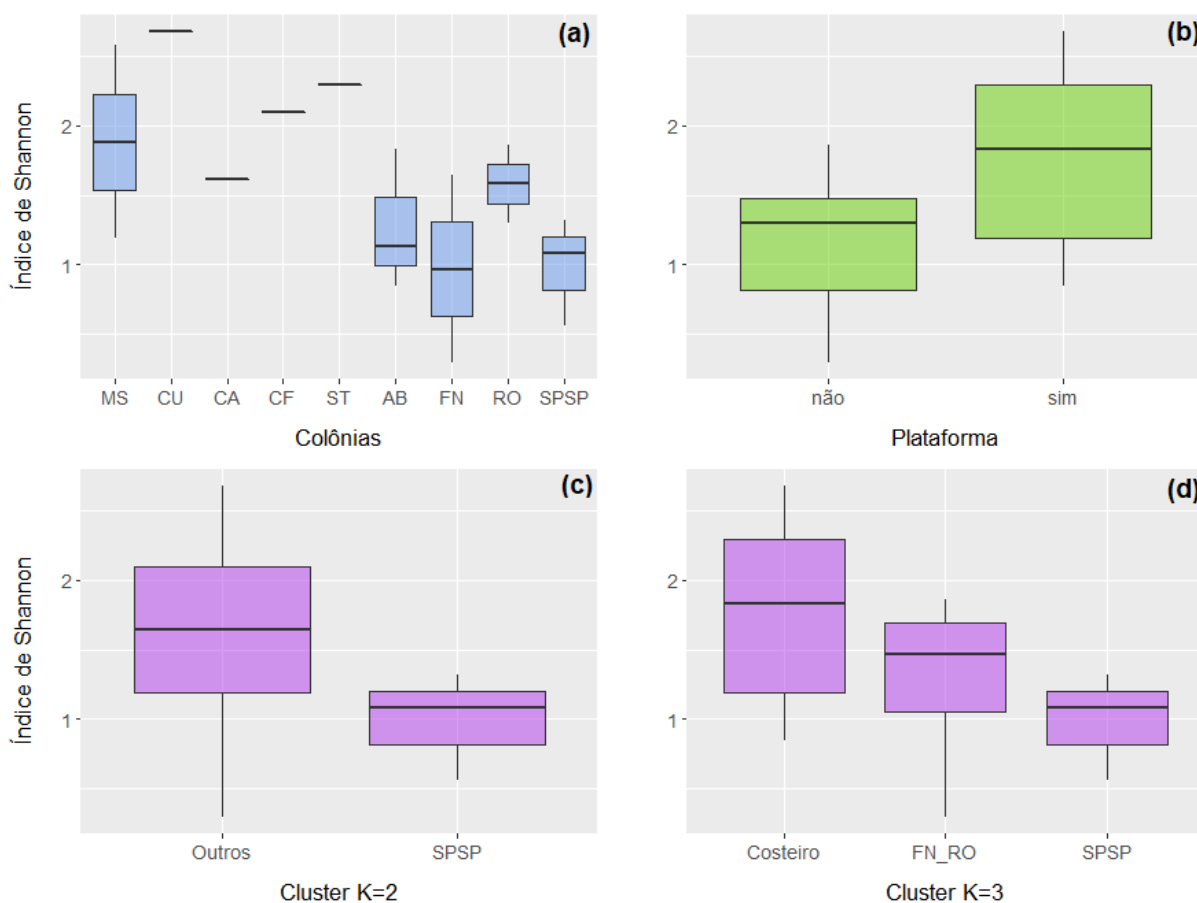 (a)
Índice de Shannon
2
1
MS CU CA CF ST AB FN RO SPSP
Colônias
(b)
2
1
não sim
Plataforma
(c)
Índice de Shannon
2
1
Outros SPSP
Cluster K=2
(d)
2
1
Costeiro FN_RO SPSP
Cluster K=3